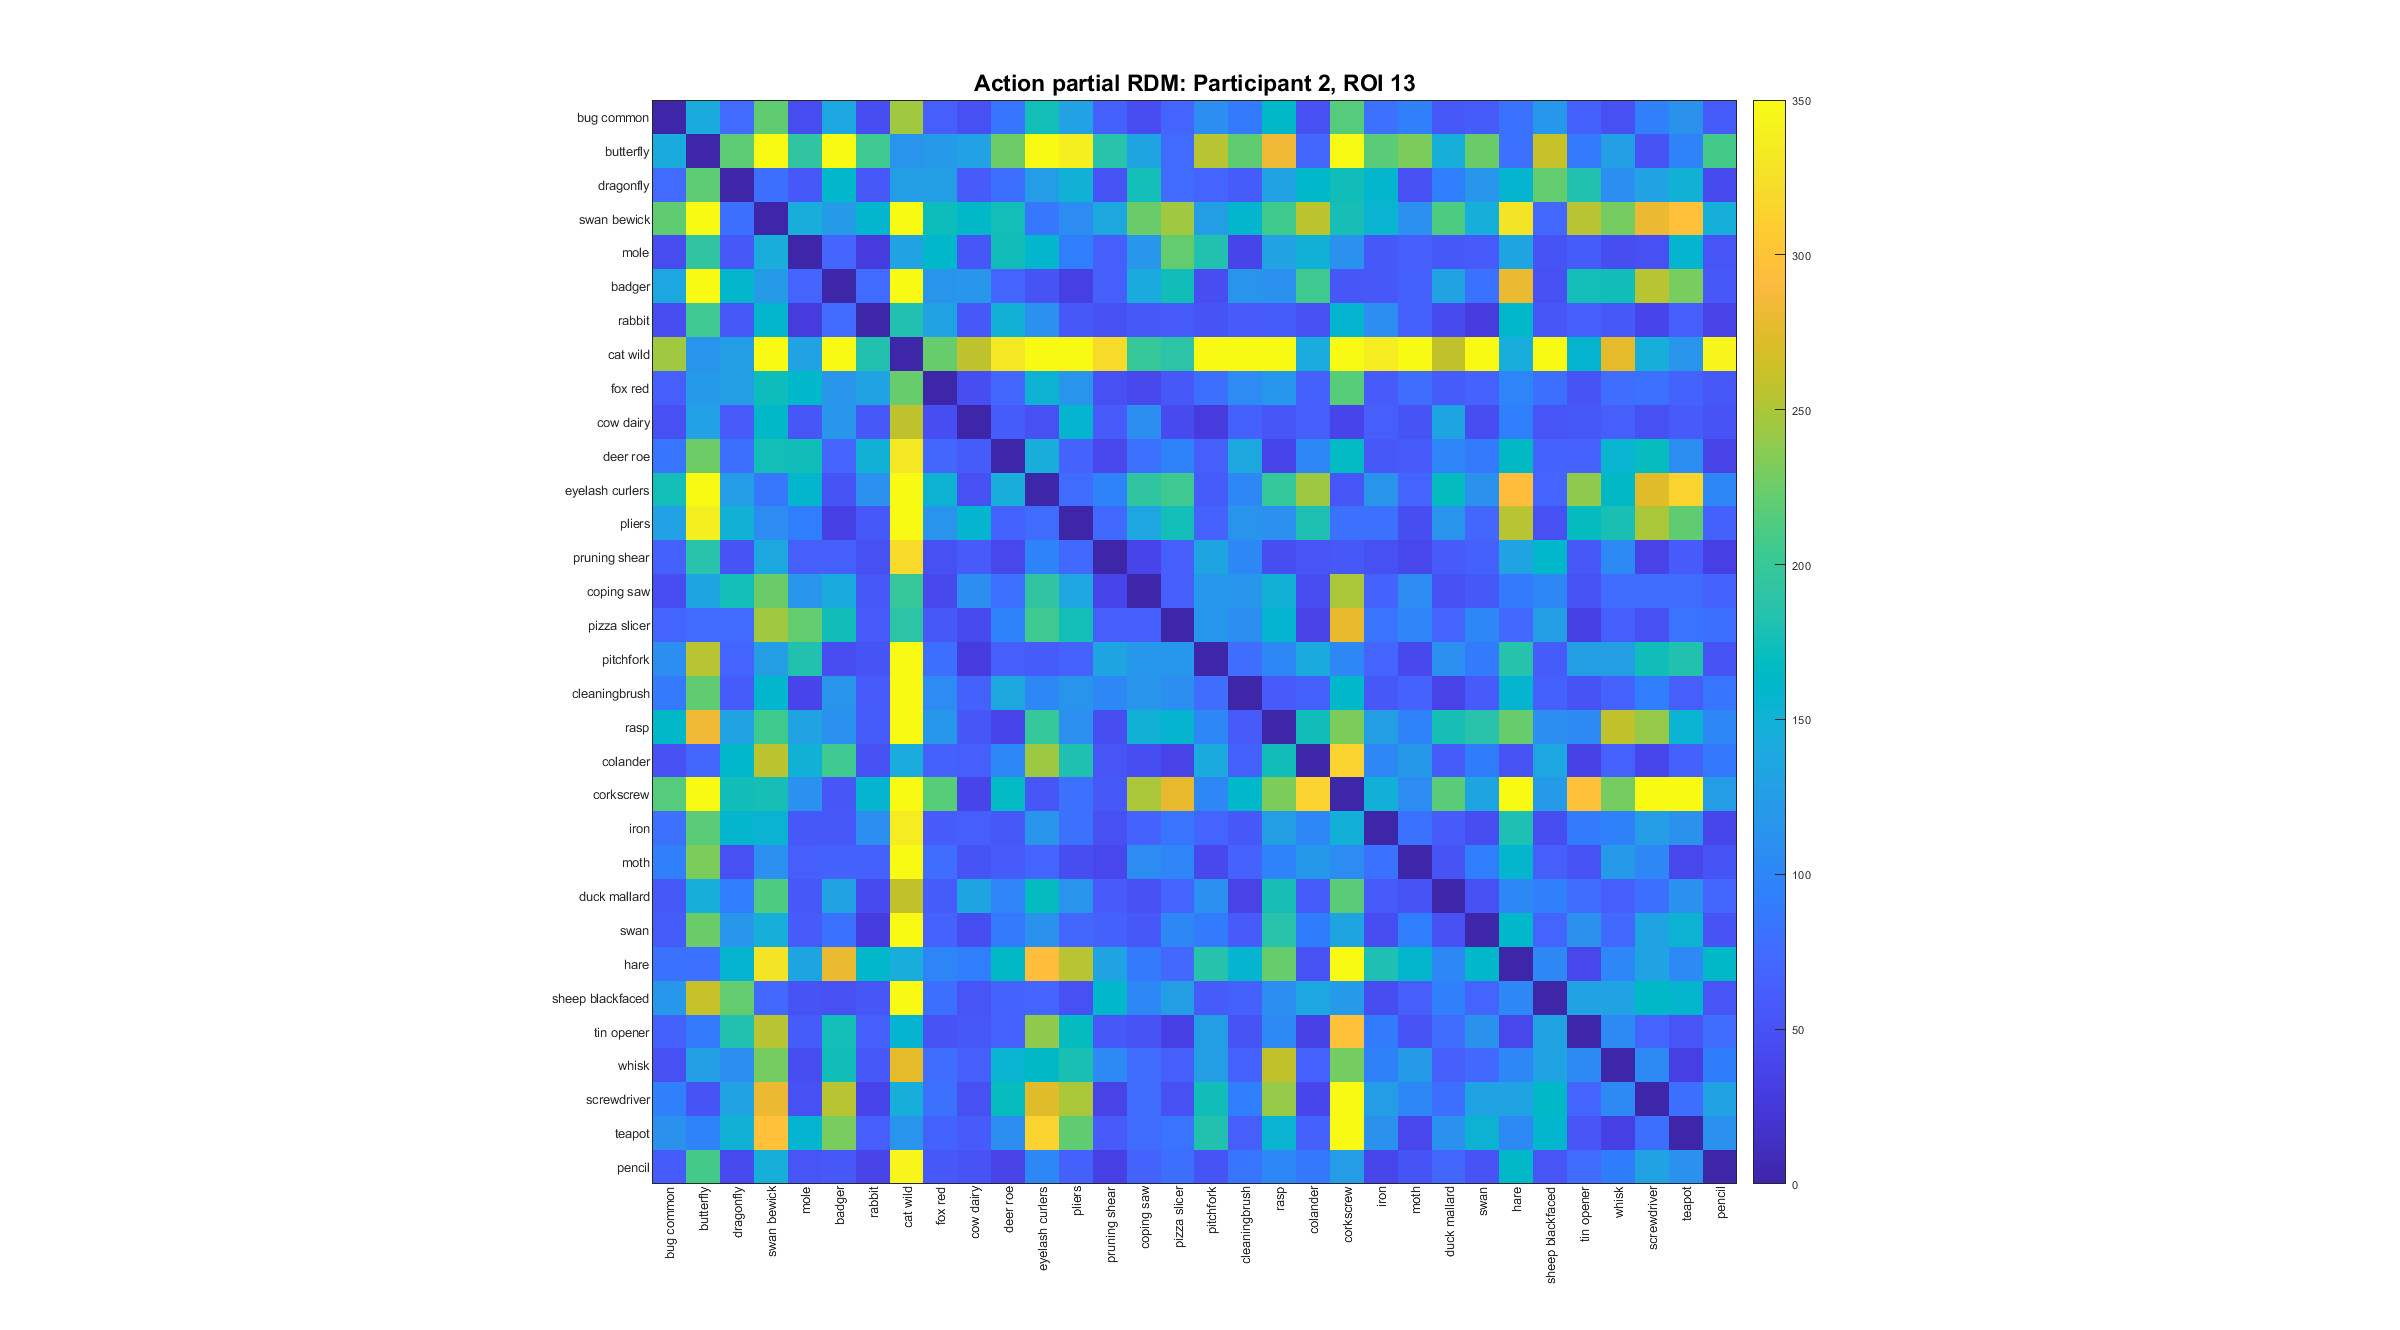 Action partial RDM: Participant 2, ROI 13
bug common
butterfly
dragonfly
swan bewick
mole
badger
rabbit
cat wild
fox red
cow dairy
deer roe
eyelash curlers
pliers
pruning shear
coping saw
pizza slicer
pitchfork
cleaningbrush
rasp
colander
corkscrew
iron
moth
duck mallard
swan
hare
sheep blackfaced
tin opener
whisk
screwdriver
teapot
pencil
bug common
butterfly
dragonfly
swan bewick
mole
badger
rabbit
cat wild
fox red
cow dairy
deer roe
eyelash curlers
pliers
pruning shear
coping saw
pizza slicer
pitchfork
cleaningbrush
rasp
colander
corkscrew
iron
moth
duck mallard
swan
hare
sheep blackfaced
tin opener
whisk
screwdriver
teapot
pencil
350
300
250
200
150
100
50
0